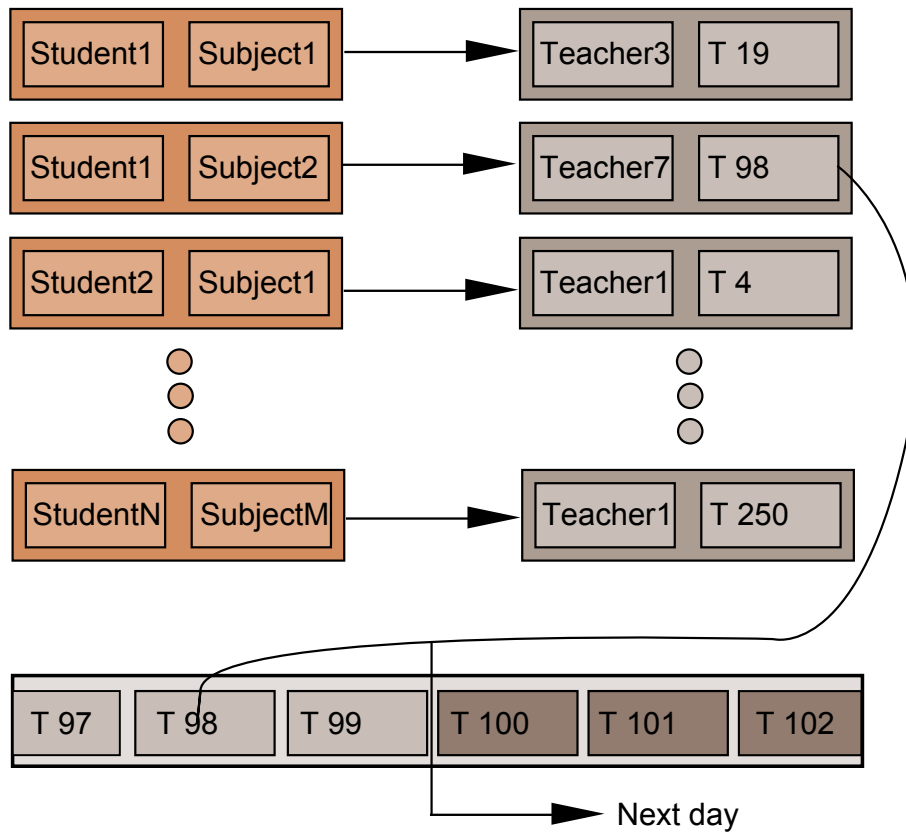 Student1 Subject1 Teacher3 T 19
Student1 Subject2 Teacher7 T 98
Student2 Subject1 Teacher1 T 4
StudentN SubjectM Teacher1 T 250
T 97 T 98 T 99 T 100 T 101 T 102
Next day